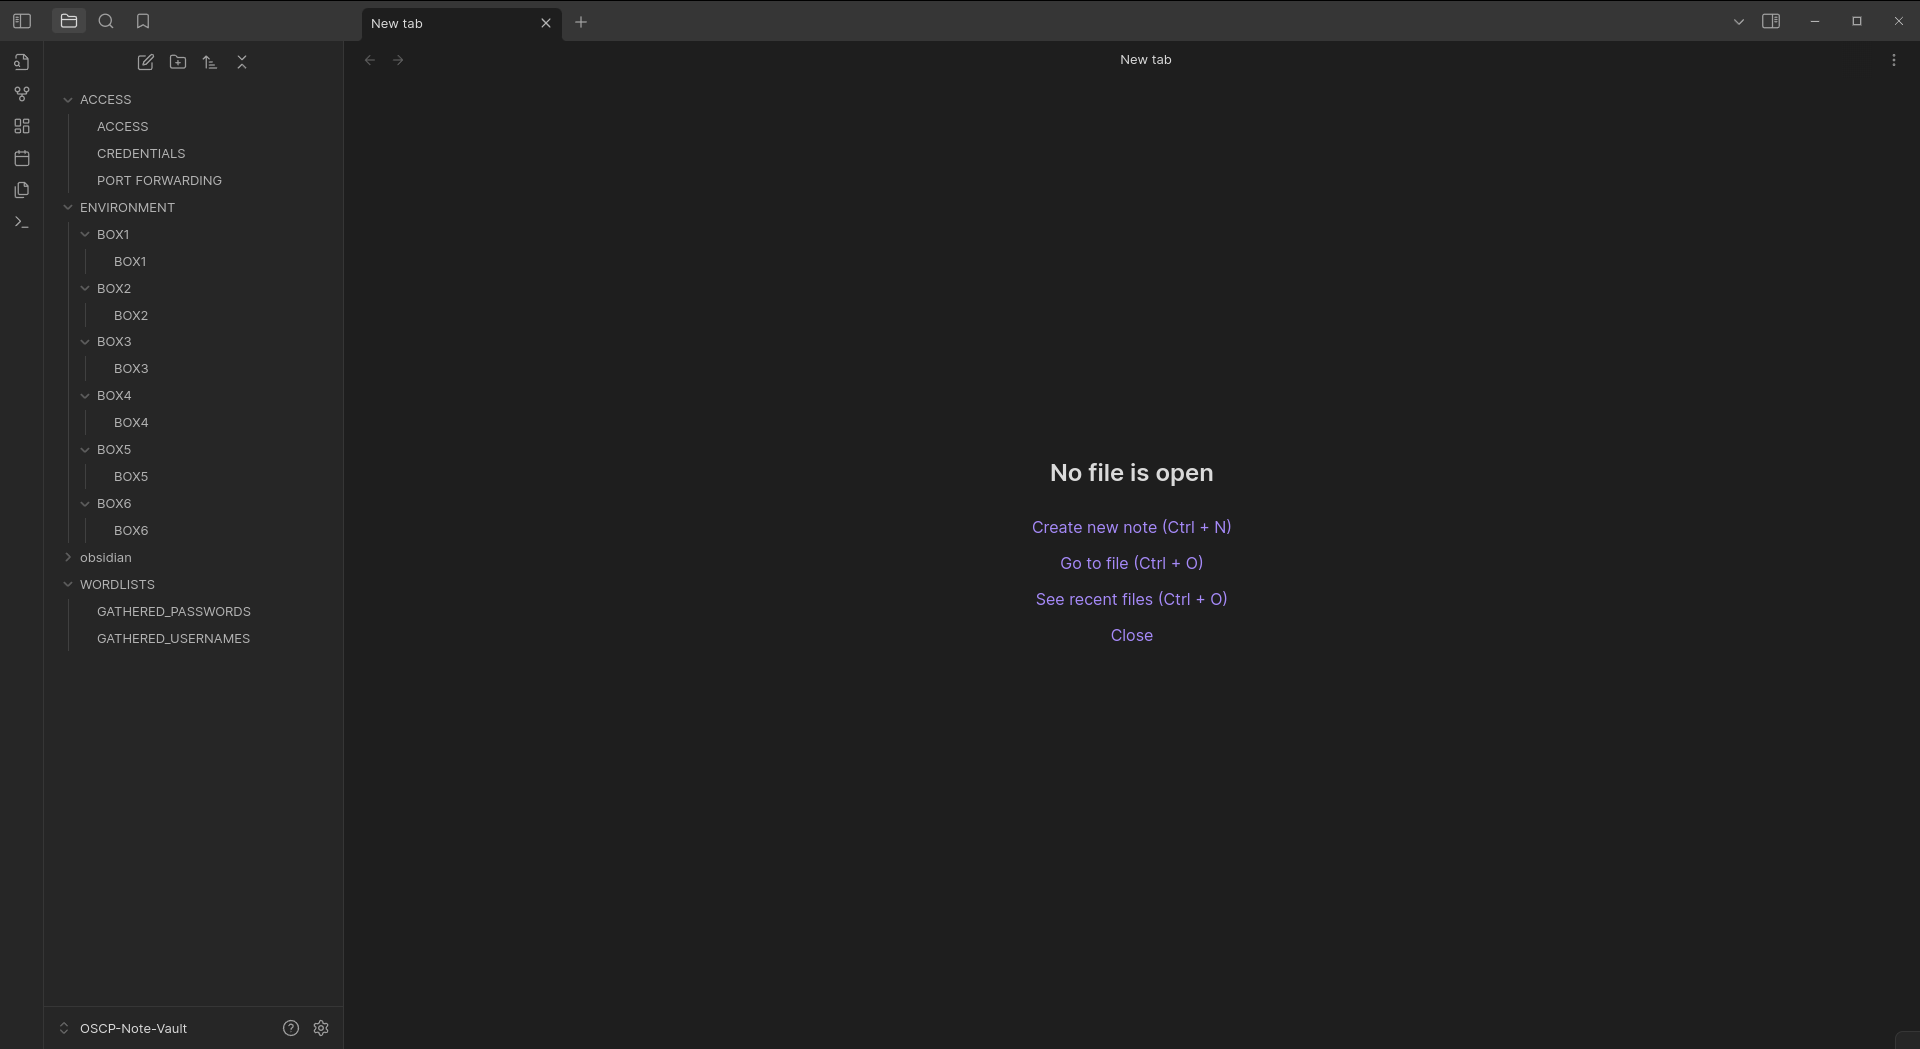 New tab
New tab
ACCESS
ACCESS
CREDENTIALS
PORT FORWARDING
ENVIRONMENT
BOX1
BOX1
BOX2
BOX2
BOX3
BOX3
BOX4
BOX4
BOX5
BOX5
BOX6
BOX6
obsidian
WORDLISTS
GATHERED_PASSWORDS
GATHERED_USERNAMES
No file is open
Create new note (Ctrl + N)
Go to file (Ctrl + O)
See recent files (Ctrl + O)
Close
OSCP-Note-Vault